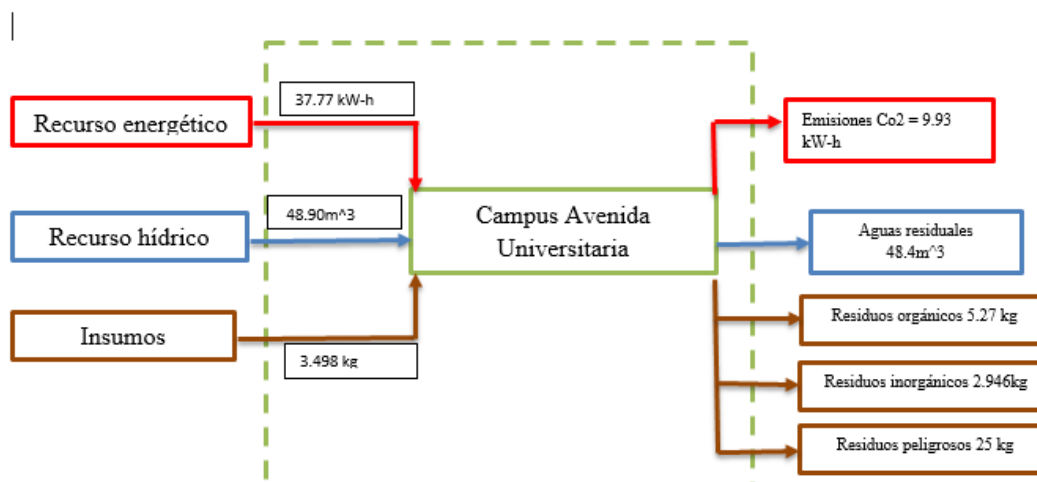 37.77 kW-h
Recurso energético
Emisiones Co2 = 9.93
kW-h
48.90m^3
Recurso hídrico
Campus Avenida
Universitaria
Aguas residuales
48.4m^3
Insumos
3.498 kg
Residuos orgánicos 5.27 kg
Residuos inorgánicos 2.946kg
Residuos peligrosos 25 kg